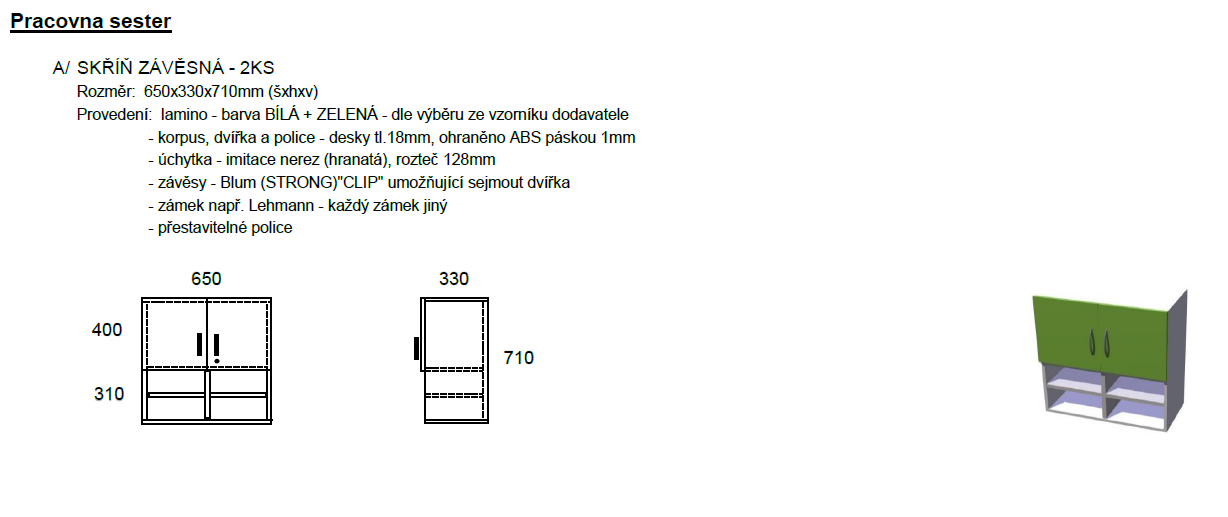 Pracovna sester
A/ SKŘÍŇ ZÁVĚSNÁ - 2KS
Rozměr: 650x330x710mm (šxhxv)
Provedení: lamino - barva BÍLÁ + ZELENÁ - dle výběru ze vzorníku dodavatele
- korpus, dvířka a police - desky tl.18mm, ohraněno ABS páskou 1mm
- úchytka - imitace nerez (hranatá), rozteč 128mm
- závěsy - Blum (STRONG)"CLIP" umožňující sejmout dvířka
- zámek např. Lehmann - každý zámek jiný
- přestavitelné police
650
330
400
710
310